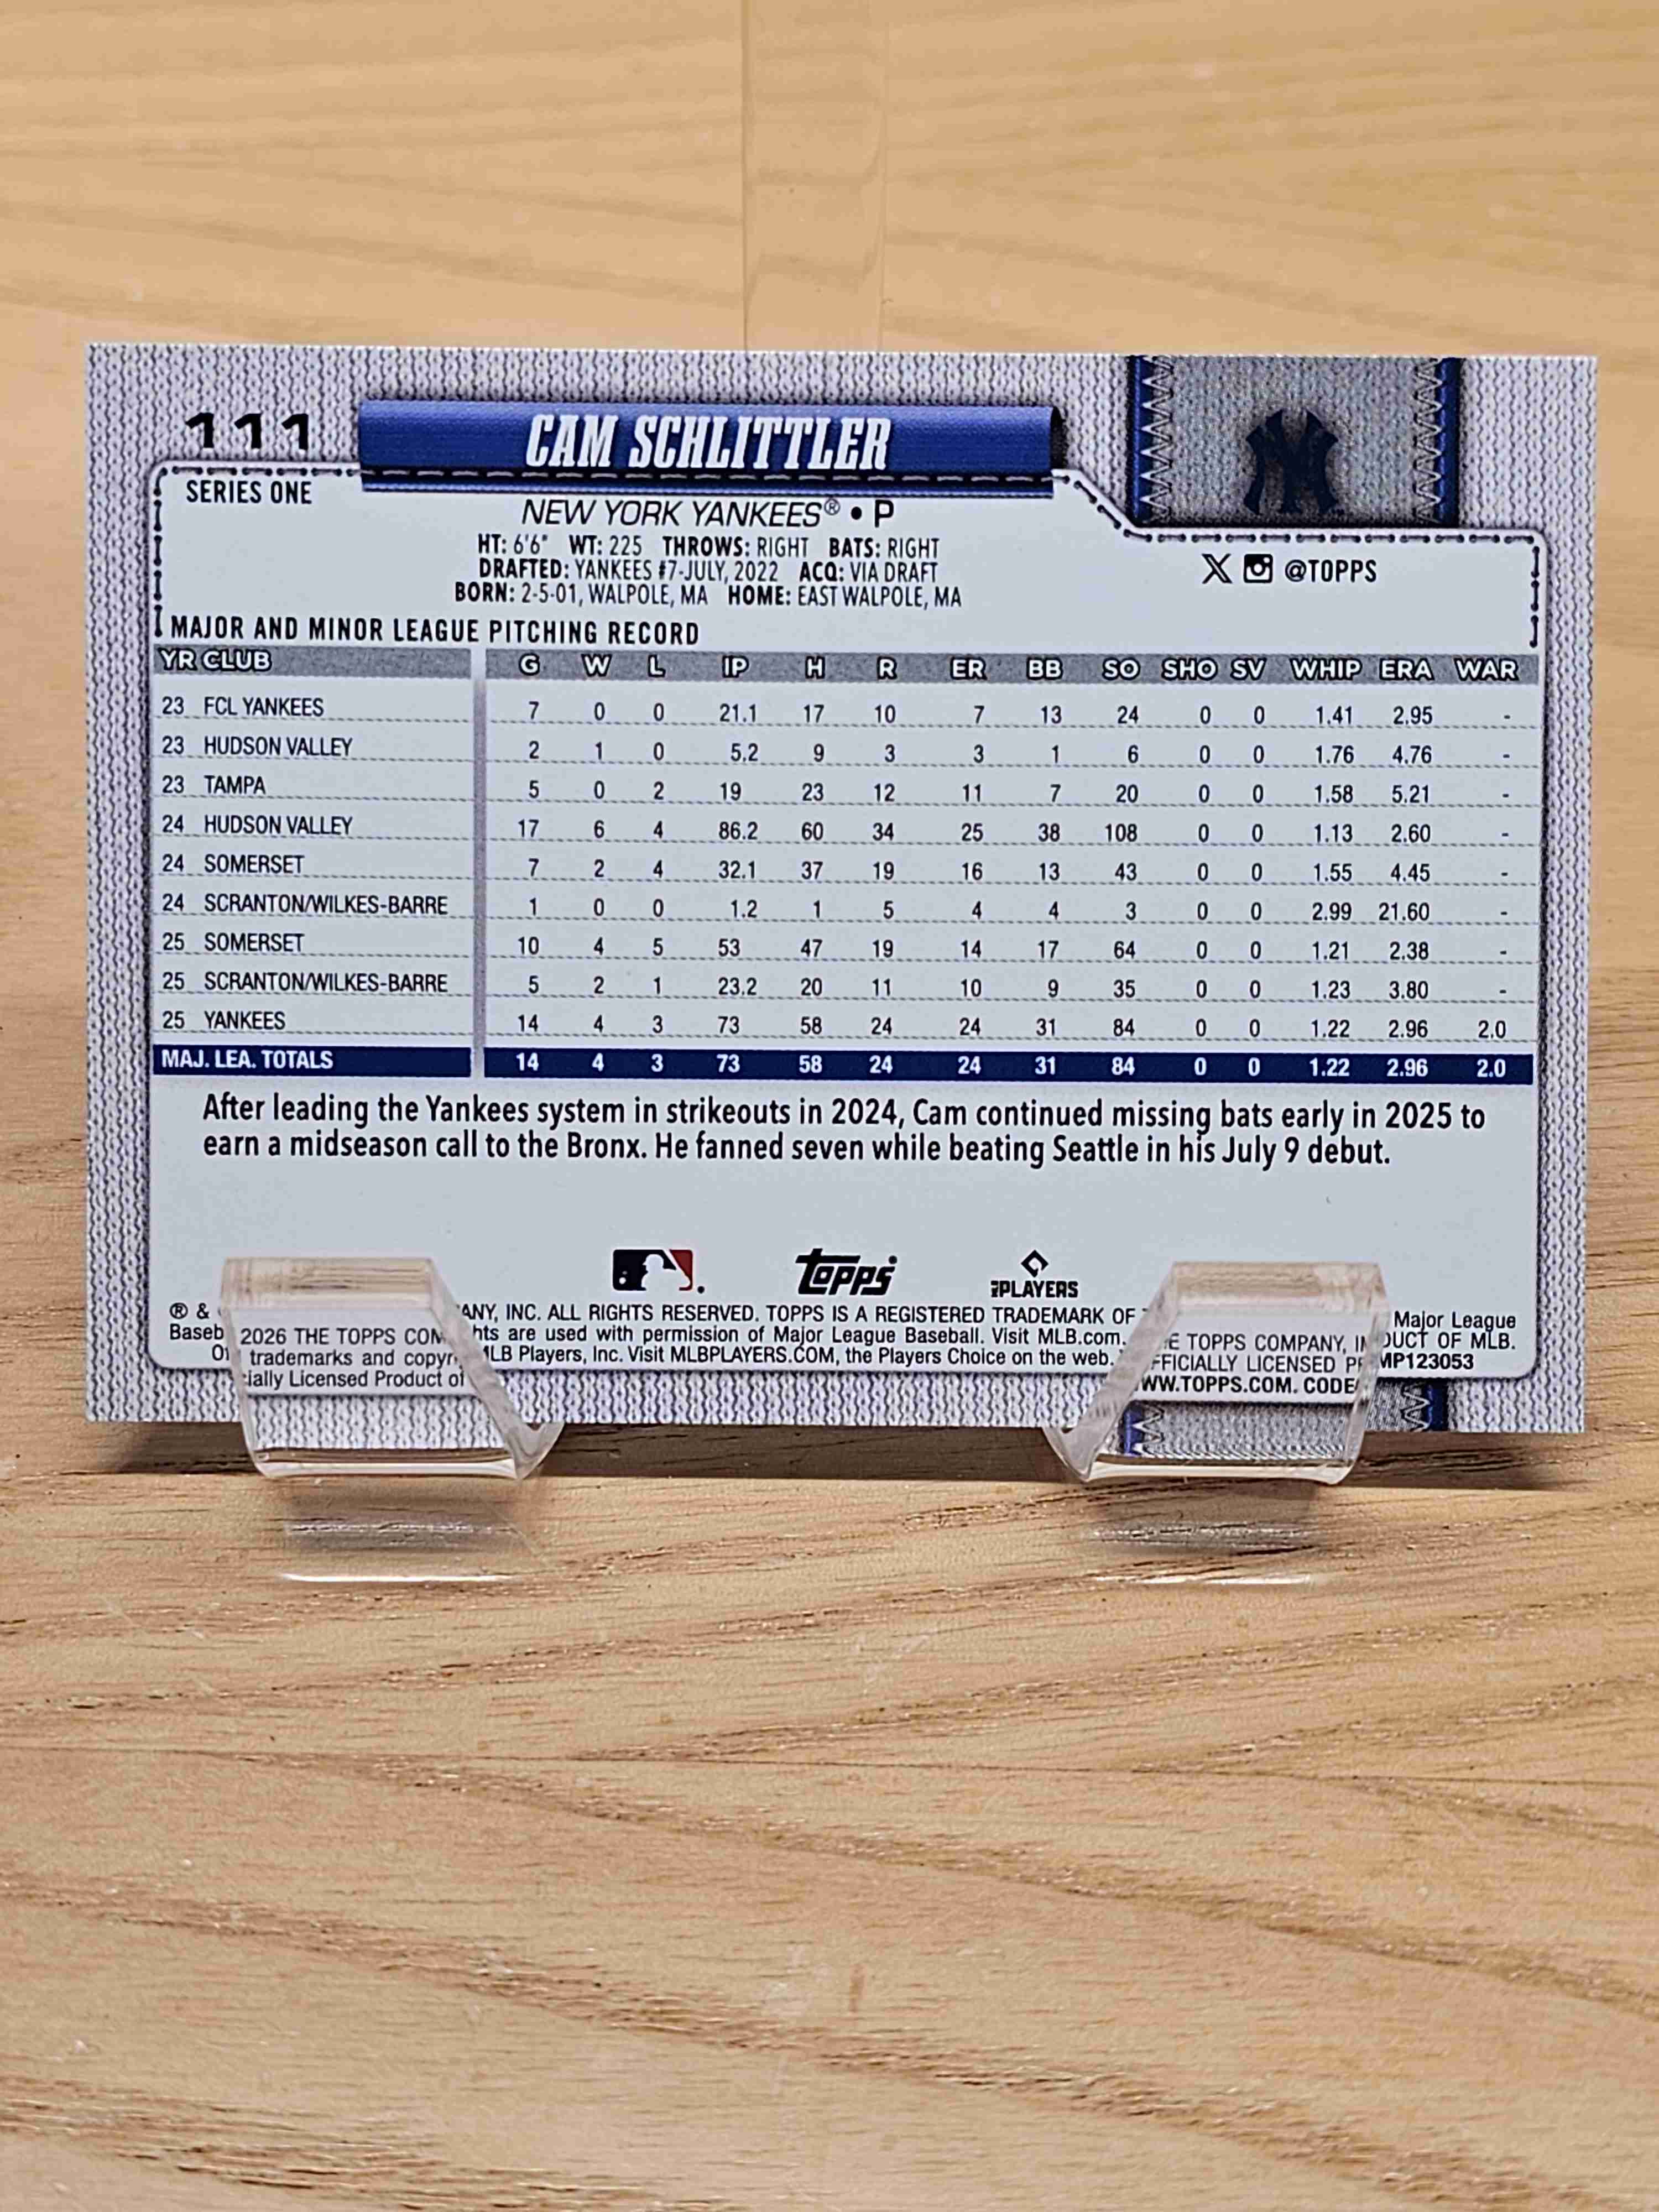 111
CAM SCHLITTLER
SERIES ONE
NEW YORK YANKEES® • P
HT: 6'6" WT: 225 THROWS: RIGHT BATS: RIGHT
DRAFTED: YANKEES #7-JULY, 2022 ACQ: VIA DRAFT
BORN: 2-5-01, WALPOLE, MA HOME: EAST WALPOLE, MA
NY
X @TOPPS
MAJOR AND MINOR LEAGUE PITCHING RECORD
YR CLUB G W L IP H R ER BB SO SHO SV WHIP ERA WAR
23 FCL YANKEES 7 0 0 21.1 17 10 7 13 24 0 0 1.41 2.95 -
23 HUDSON VALLEY 2 1 0 5.2 9 3 3 1 6 0 0 1.76 4.76 -
23 TAMPA 5 0 2 19 23 12 11 7 20 0 0 1.58 5.21 -
24 HUDSON VALLEY 17 6 4 86.2 60 34 25 38 108 0 0 1.13 2.60 -
24 SOMERSET 7 2 4 32.1 37 19 16 13 43 0 0 1.55 4.45 -
24 SCRANTON/WILKES-BARRE 1 0 0 1.2 1 5 4 4 3 0 0 2.99 21.60 -
25 SOMERSET 10 4 5 53 47 19 14 17 64 0 0 1.21 2.38 -
25 SCRANTON/WILKES-BARRE 5 2 1 23.2 20 11 10 9 35 0 0 1.23 3.80 -
25 YANKEES 14 4 3 73 58 24 24 31 84 0 0 1.22 2.96 2.0
MAJ. LEA. TOTALS 14 4 3 73 58 24 24 31 84 0 0 1.22 2.96 2.0
After leading the Yankees system in strikeouts in 2024, Cam continued missing bats early in 2025 to
earn a midseason call to the Bronx. He fanned seven while beating Seattle in his July 9 debut.
topps PLAYERS
® & 2026 THE TOPPS COMPANY, INC. ALL RIGHTS RESERVED. TOPPS IS A REGISTERED TRADEMARK OF THE TOPPS COMPANY, INC. Major League
Baseball trademarks and copyrights are used with permission of Major League Baseball. Visit MLB.com. OFFICIALLY LICENSED PRODUCT OF MLB.
Officially Licensed Product of MLB Players, Inc. Visit MLBPLAYERS.COM, the Players Choice on the web. WWW.TOPPS.COM. CODE MP123053